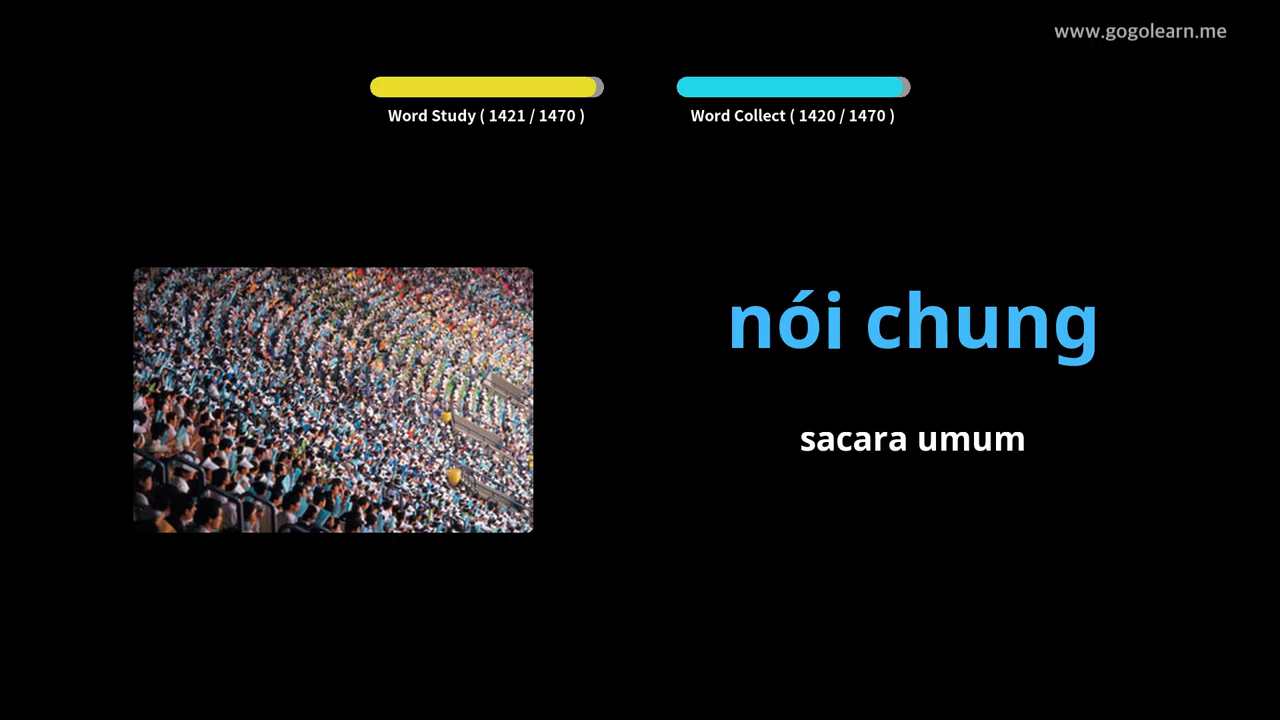 www.gogolearn.me
Word Study ( 1421 / 1470 )
Word Collect ( 1420 / 1470 )
nói chung
sacara umum